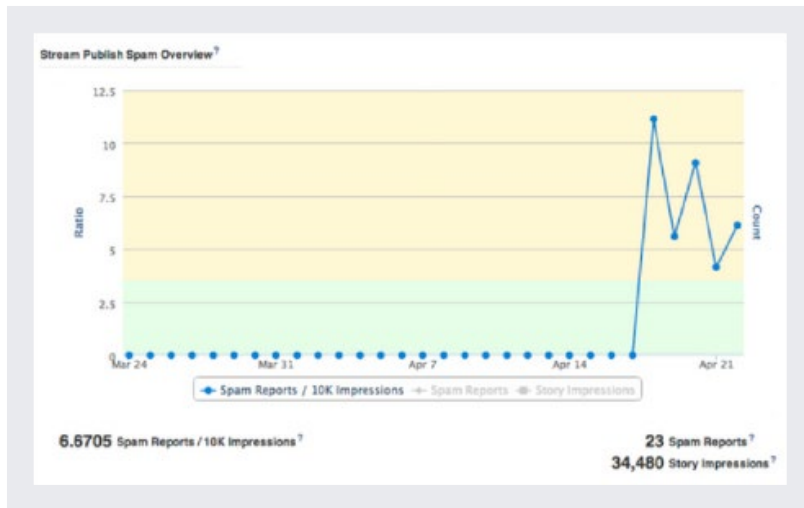 Stream Publish Spam Overview?
12.5
10
7.5
5
2.5
0
Ratio
Count
Mar 24 Mar 31 Apr 7 Apr 14 Apr 21
Spam Reports / 10K Impressions Spam Reports Story Impressions
6.6705 Spam Reports / 10K Impressions? 23 Spam Reports?
34,480 Story Impressions?